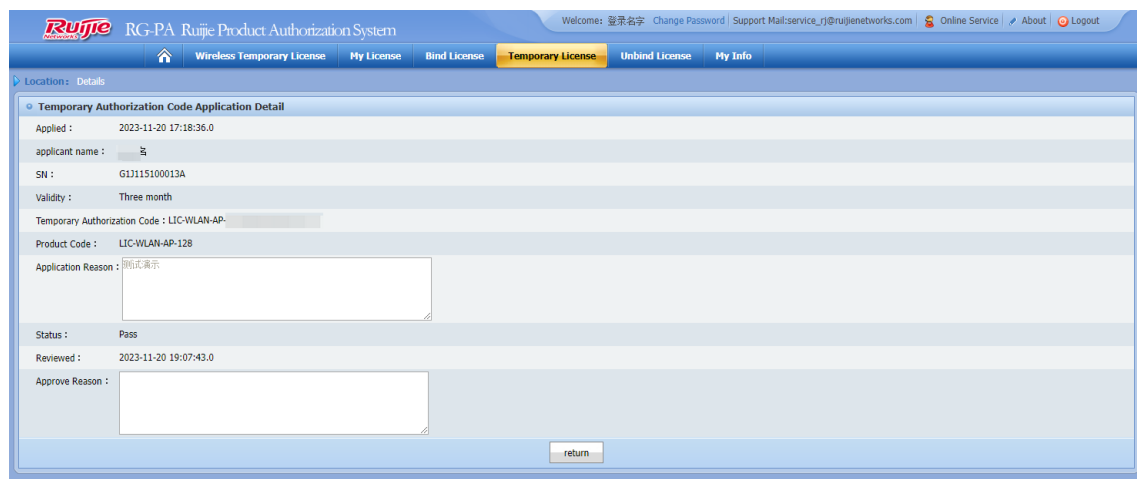 Ruijie Networks RG-PA Ruijie Product Authorization System
Welcome: 登录名字 Change Password Support Mail:service_rj@ruijienetworks.com Online Service About Logout
Wireless Temporary License My License Bind License Temporary License Unbind License My Info
Location: Details
Temporary Authorization Code Application Detail
Applied : 2023-11-20 17:18:36.0
applicant name :
SN : G1J115100013A
Validity : Three month
Temporary Authorization Code : LIC-WLAN-AP-
Product Code : LIC-WLAN-AP-128
Application Reason : 测试演示
Status : Pass
Reviewed : 2023-11-20 19:07:43.0
Approve Reason :
return